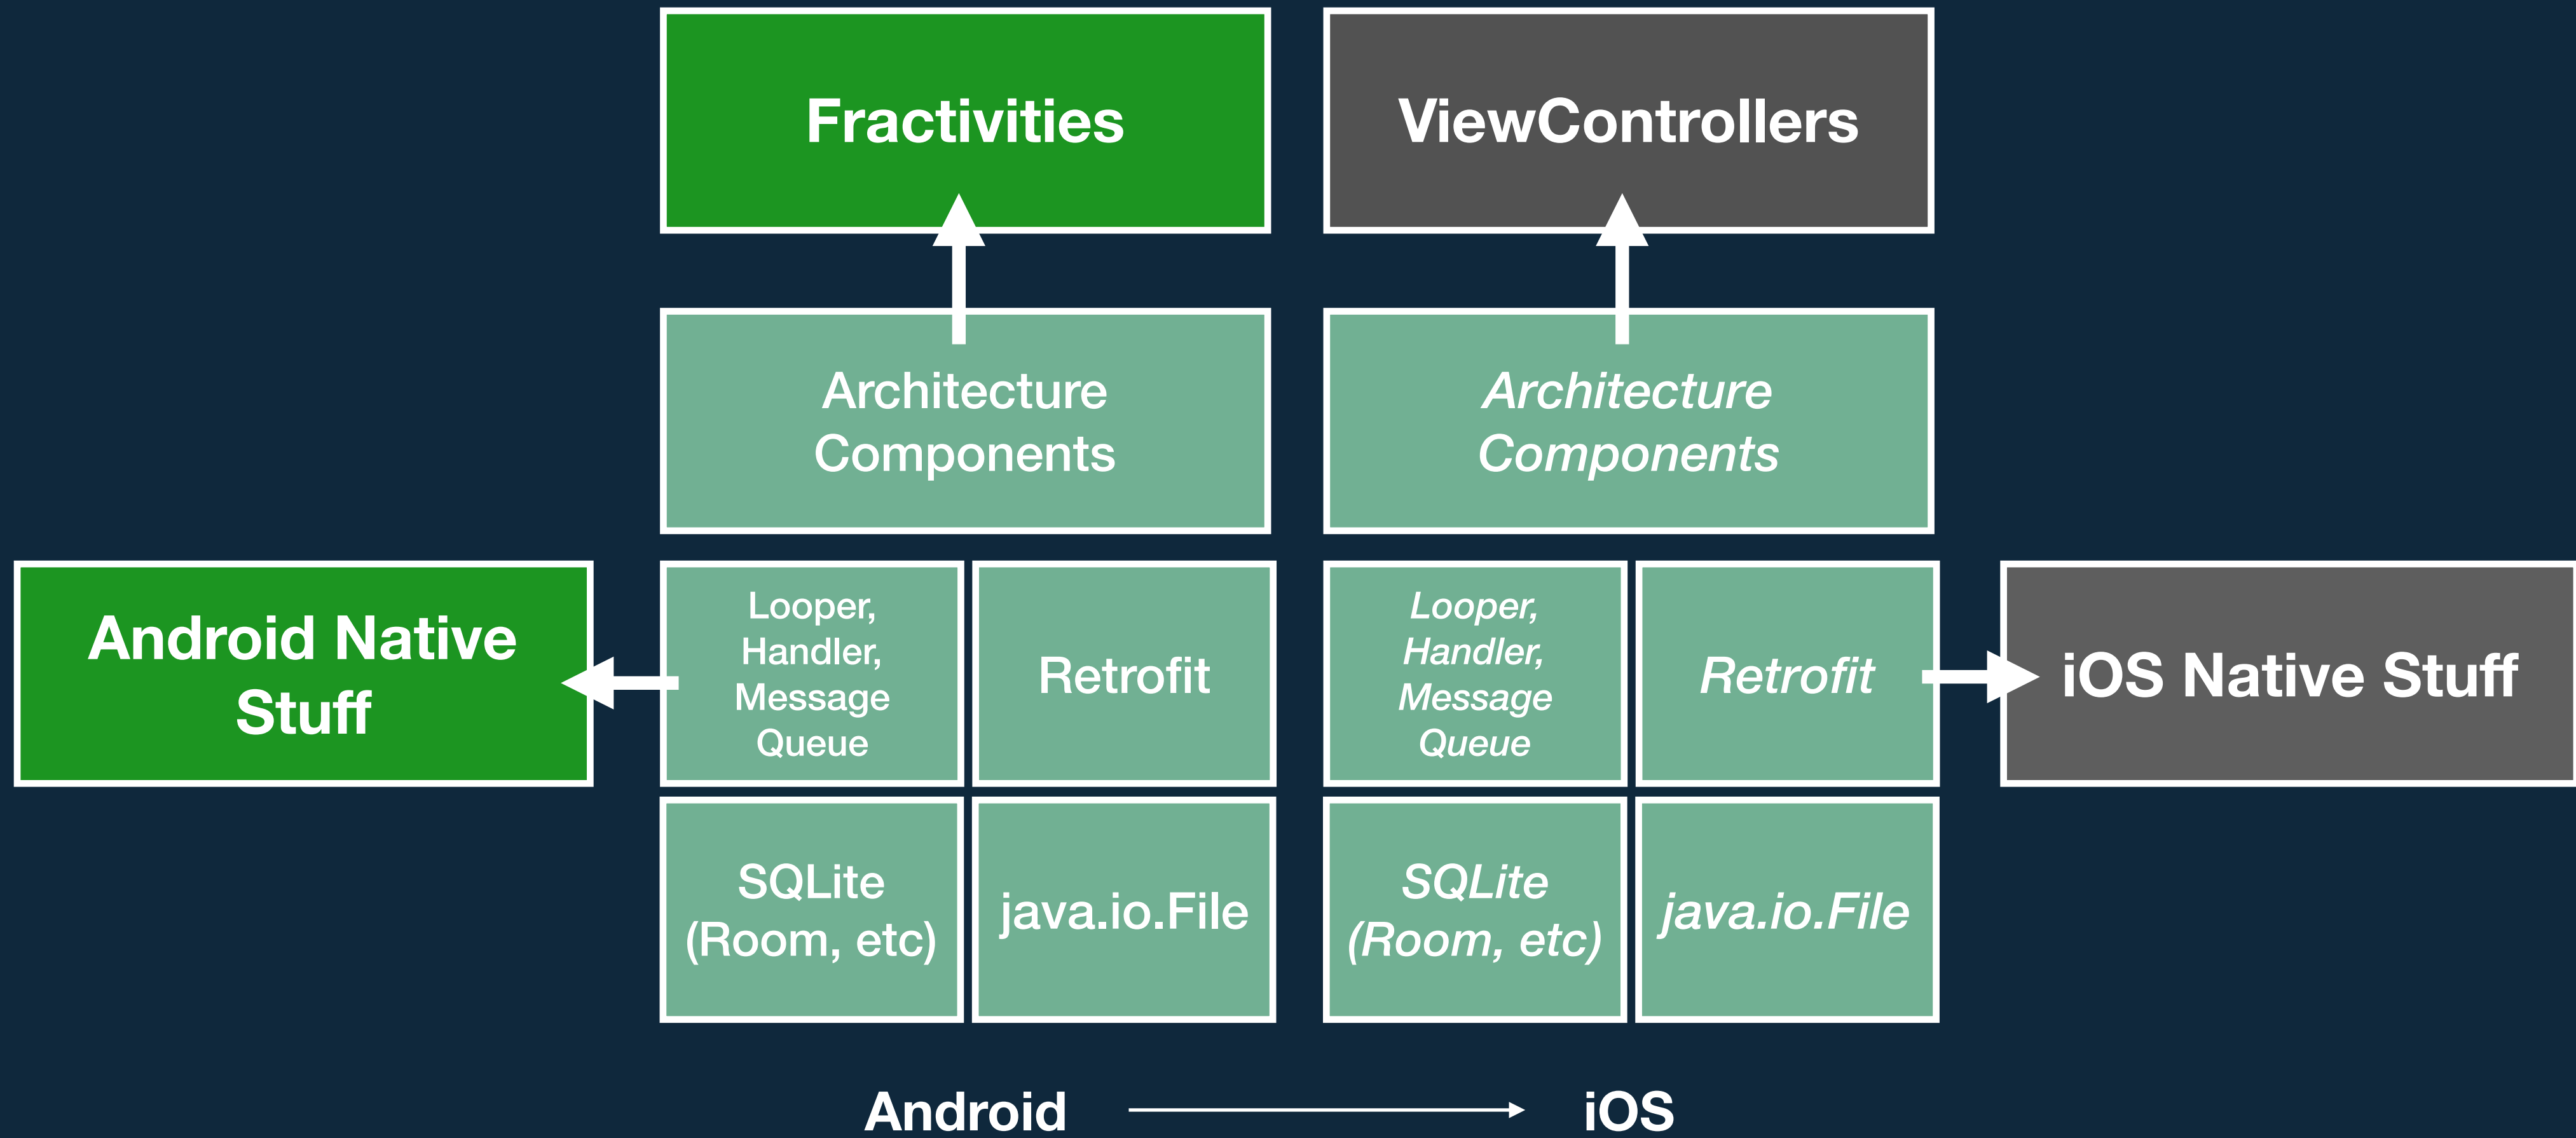 Fractivities
ViewControllers
Architecture
Components
Architecture
Components
Android Native
Stuff
Looper,
Handler,
Message
Queue
Retrofit
Looper,
Handler,
Message
Queue
Retrofit
iOS Native Stuff
SQLite
(Room, etc)
java.io.File
SQLite
(Room, etc)
java.io.File
Android
iOS